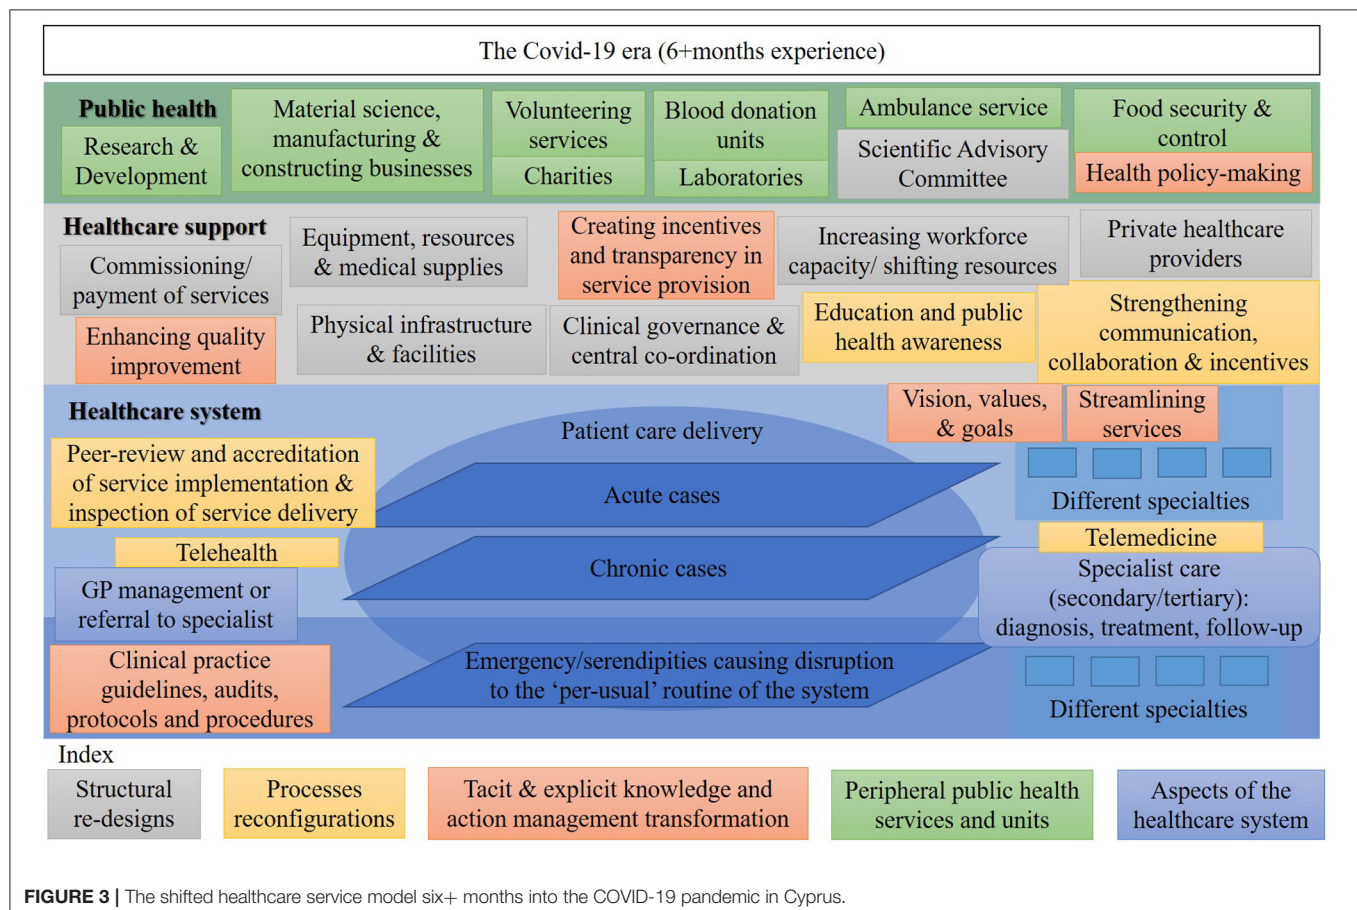 The Covid-19 era (6+months experience)
Public health
Research &
Development
Material science,
manufacturing &
constructing businesses
Volunteering
services
Charities
Blood donation
units
Laboratories
Ambulance service
Scientific Advisory
Committee
Food security &
control
Health policy-making
Healthcare support
Commissioning/
payment of services
Enhancing quality
improvement
Equipment, resources
& medical supplies
Physical infrastructure
& facilities
Creating incentives
and transparency in
service provision
Clinical governance &
central co-ordination
Increasing workforce
capacity/ shifting resources
Education and public
health awareness
Private healthcare
providers
Strengthening
communication,
collaboration & incentives
Healthcare system
Peer-review and accreditation
of service implementation &
inspection of service delivery
Telehealth
GP management or
referral to specialist
Clinical practice
guidelines, audits,
protocols and procedures
Patient care delivery
Acute cases
Chronic cases
Emergency/serendipities causing disruption
to the ‘per-usual’ routine of the system
Vision, values,
& goals
Streamlining
services
Different specialties
Telemedicine
Specialist care
(secondary/tertiary):
diagnosis, treatment, follow-up
Different specialties
Index
Structural
re-designs
Processes
reconfigurations
Tacit & explicit knowledge and
action management transformation
Peripheral public health
services and units
Aspects of the
healthcare system
FIGURE 3 | The shifted healthcare service model six+ months into the COVID-19 pandemic in Cyprus.